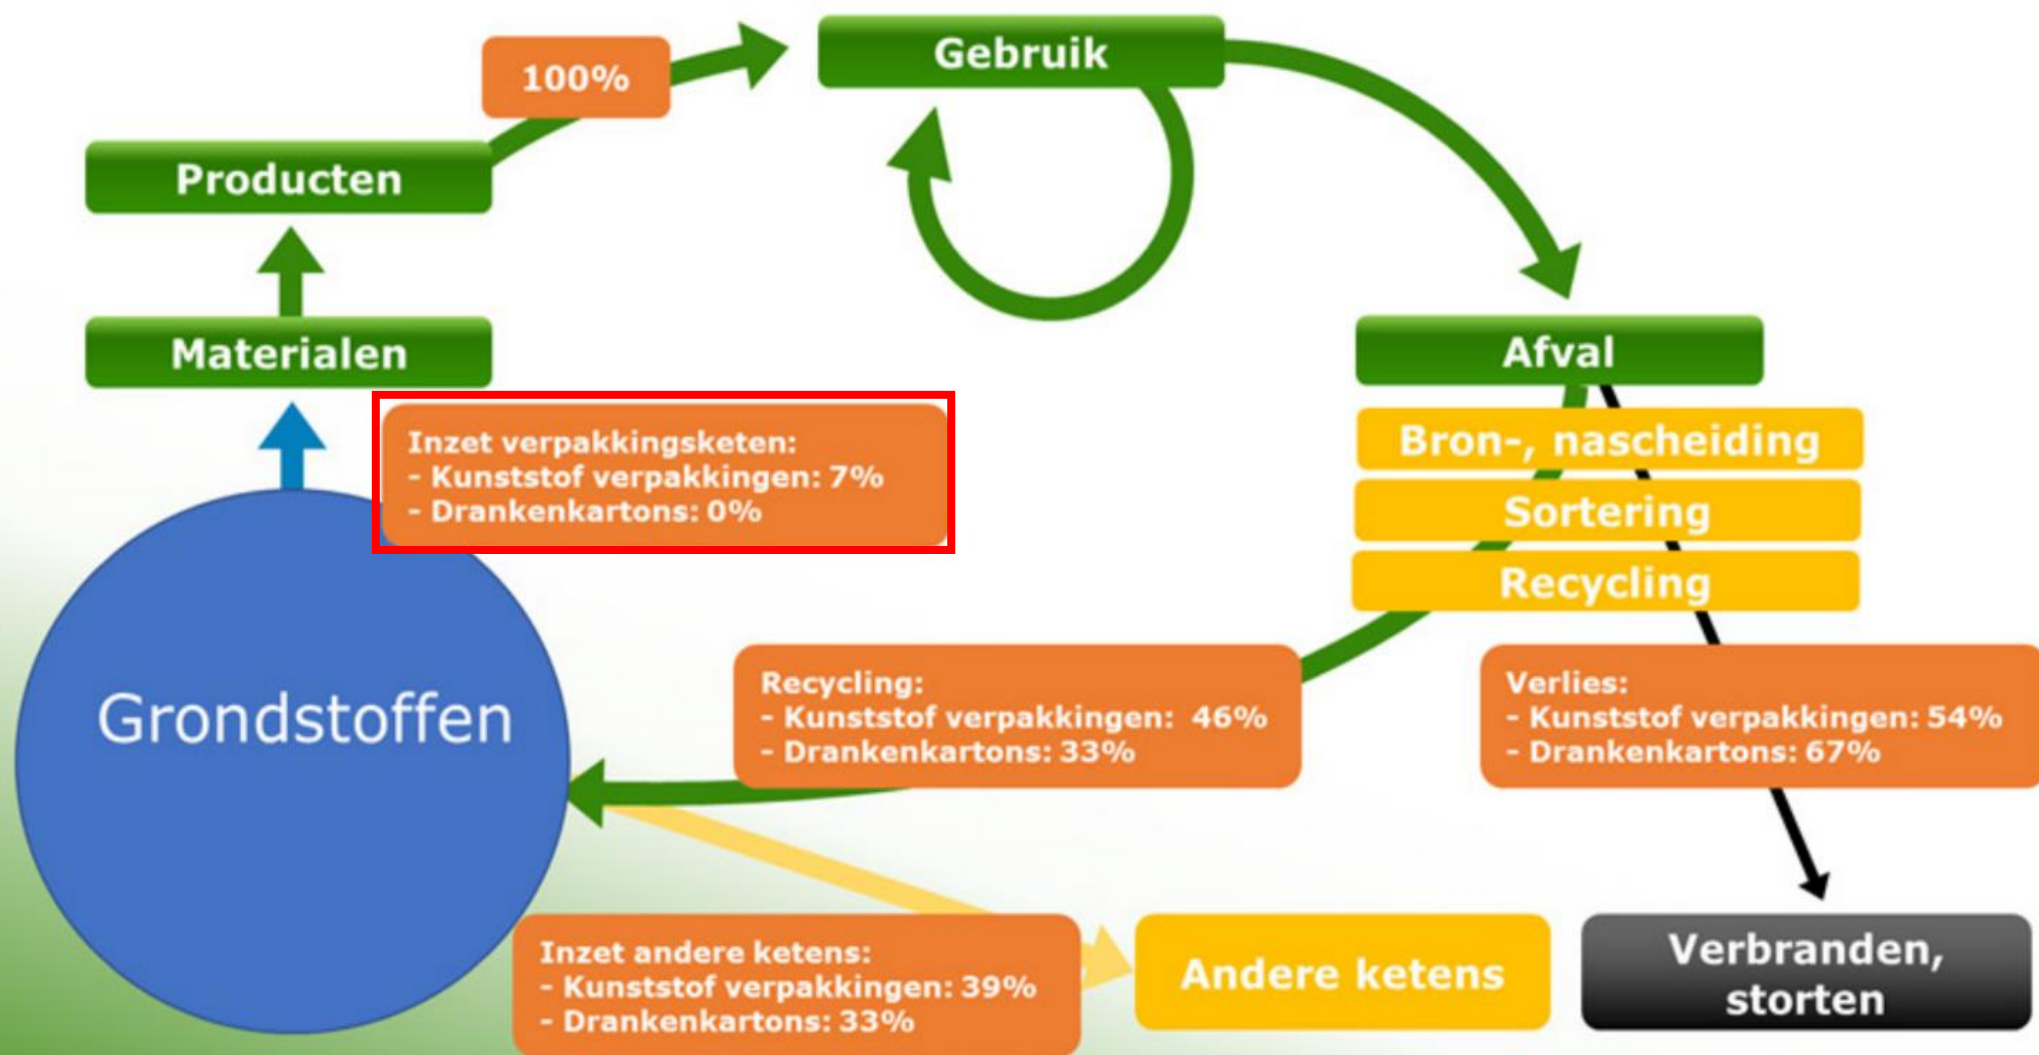 100%
Gebruik
Producten
Materialen
Inzet verpakkingsketen:
- Kunststof verpakkingen: 7%
- Drankenkartons: 0%
Afval
Bron-, nascheiding
Sortering
Recycling
Grondstoffen
Recycling:
- Kunststof verpakkingen: 46%
- Drankenkartons: 33%
Verlies:
- Kunststof verpakkingen: 54%
- Drankenkartons: 67%
Inzet andere ketens:
- Kunststof verpakkingen: 39%
- Drankenkartons: 33%
Andere ketens
Verbranden,
storten